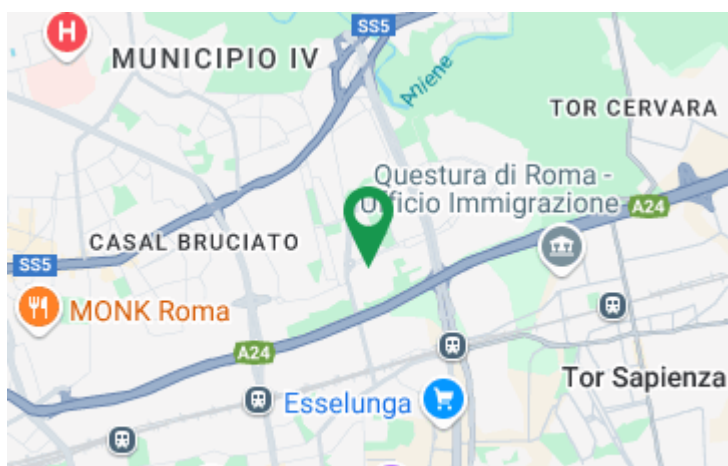 SS5
H
MUNICIPIO IV
Aniene
TOR CERVARA
Questura di Roma -
Ufficio Immigrazione
A24
CASAL BRUCIATO
SS5
MONK Roma
A24
Tor Sapienza
Esselunga